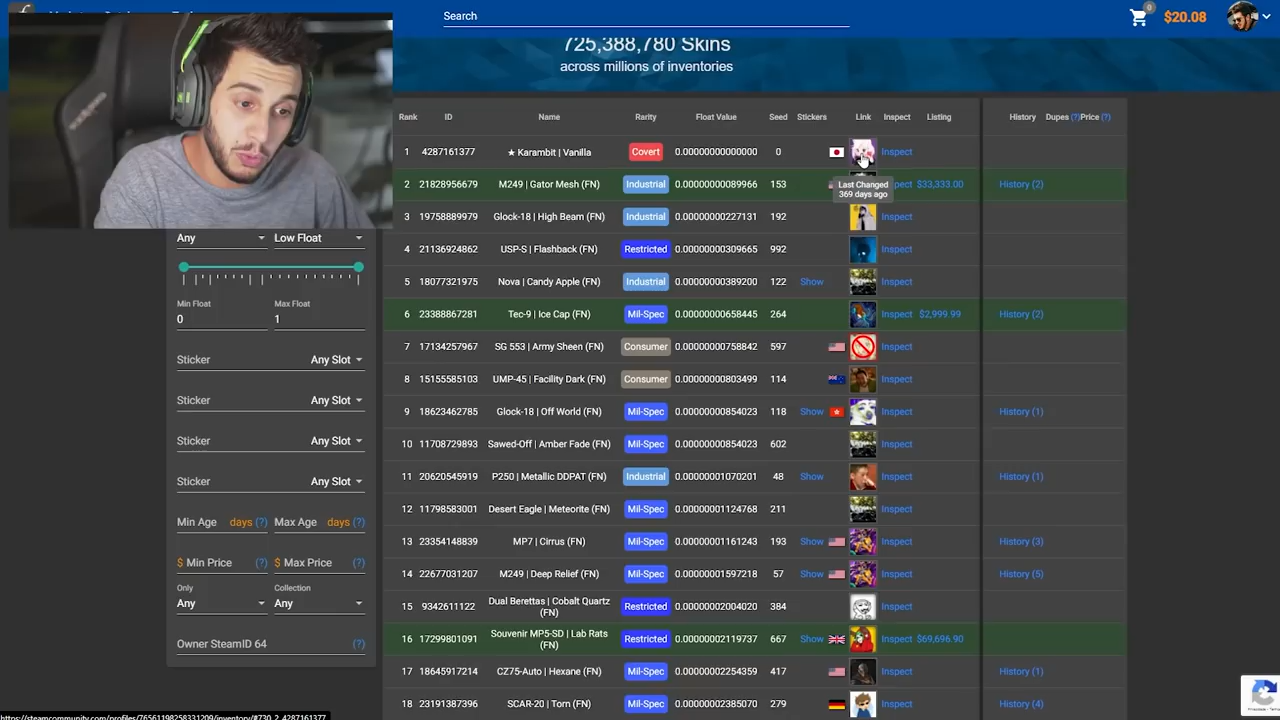 Search
0
$20.08
725,388,780 Skins
across millions of inventories
Rank ID Name Rarity Float Value Seed Stickers Link Inspect Listing History Dupes (?) Price(?)
1 4287161377 ★ Karambit | Vanilla Covert 0.00000000000000 0 Inspect
2 21828956679 M249 | Gator Mesh (FN) Industrial 0.00000000089966 153 Inspect $33,333.00 History (2)
Last Changed
369 days ago
3 19758889979 Glock-18 | High Beam (FN) Industrial 0.00000000227131 192 Inspect
4 21136924862 USP-S | Flashback (FN) Restricted 0.00000000309665 992 Inspect
5 18077321975 Nova | Candy Apple (FN) Industrial 0.00000000389200 122 Show Inspect
6 23388867281 Tec-9 | Ice Cap (FN) Mil-Spec 0.00000000658445 264 Inspect $2,999.99 History (2)
7 17134257967 SG 553 | Army Sheen (FN) Consumer 0.00000000758842 597 Inspect
8 15155585103 UMP-45 | Facility Dark (FN) Consumer 0.00000000803499 114 Inspect
9 13098462785 Glock-18 | Off World (FN) Mil-Spec 0.00000000854023 118 Show Inspect History (1)
10 11708729893 Sawed-Off | Amber Fade (FN) Mil-Spec 0.00000000854023 602 Inspect
11 17620545919 P250 | Metallic DDPAT (FN) Industrial 0.00000001070201 48 Show Inspect History (1)
12 17181583001 Desert Eagle | Meteorite (FN) Mil-Spec 0.00000001124768 211 Inspect
13 23354148839 MP7 | Cirrus (FN) Mil-Spec 0.00000001161243 193 Show Inspect History (3)
14 22677031207 M249 | Deep Relief (FN) Mil-Spec 0.00000001597218 57 Show Inspect History (5)
15 9342611122 Dual Berettas | Cobalt Quartz (FN) Restricted 0.00000002004020 384 Inspect
16 17299801091 Souvenir MP5-SD | Lab Rats (FN) Restricted 0.00000002119737 667 Inspect $69,696.90
17 18645917214 CZ75-Auto | Hexane (FN) Mil-Spec 0.00000002254359 417 Inspect History (1)
18 SCAR-20 | Torn (FN) Mil-Spec 279 Inspect History (4)
Any Low Float
Min Float Max Float
0 1
Sticker Any Slot
Sticker Any Slot
Sticker Any Slot
Sticker Any Slot
Min Age days (?) Max Age days (?)
$ Min Price (?) $ Max Price (?)
Only Collection
Any Any
Owner SteamID 64 (?)
https://steamcommunity.com/profiles/76561198258331209/inventory/#730_2_4287161377